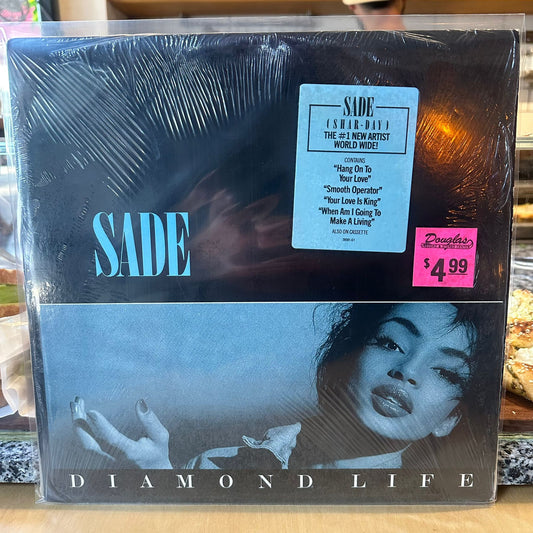 SADE
(SHAR-DAY)
THE #1 NEW ARTIST
WORLD WIDE!
CONTAINS
"Hang On To
Your Love"
"Smooth Operator"
"Your Love Is King"
"When Am I Going To
Make A Living"
ALSO ON CASSETTE
SADE
Douglas
$4.99
DIAMOND LIFE